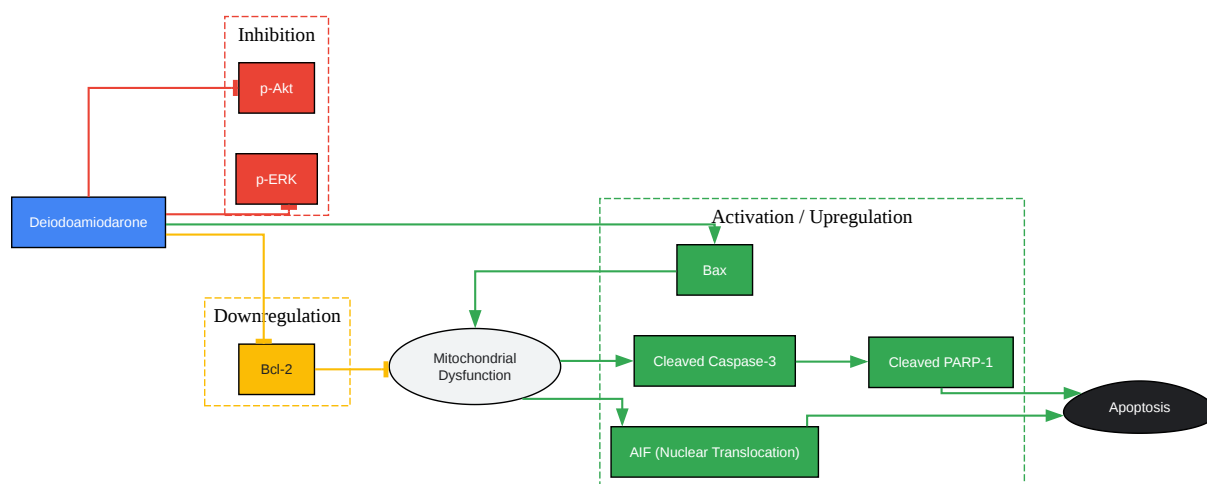 Inhibition
p-Akt
p-ERK
Deiodoamiodarone
Activation / Upregulation
Bax
Downregulation
Bcl-2
Mitochondrial
Dysfunction
Cleaved Caspase-3
Cleaved PARP-1
Apoptosis
AIF (Nuclear Translocation)